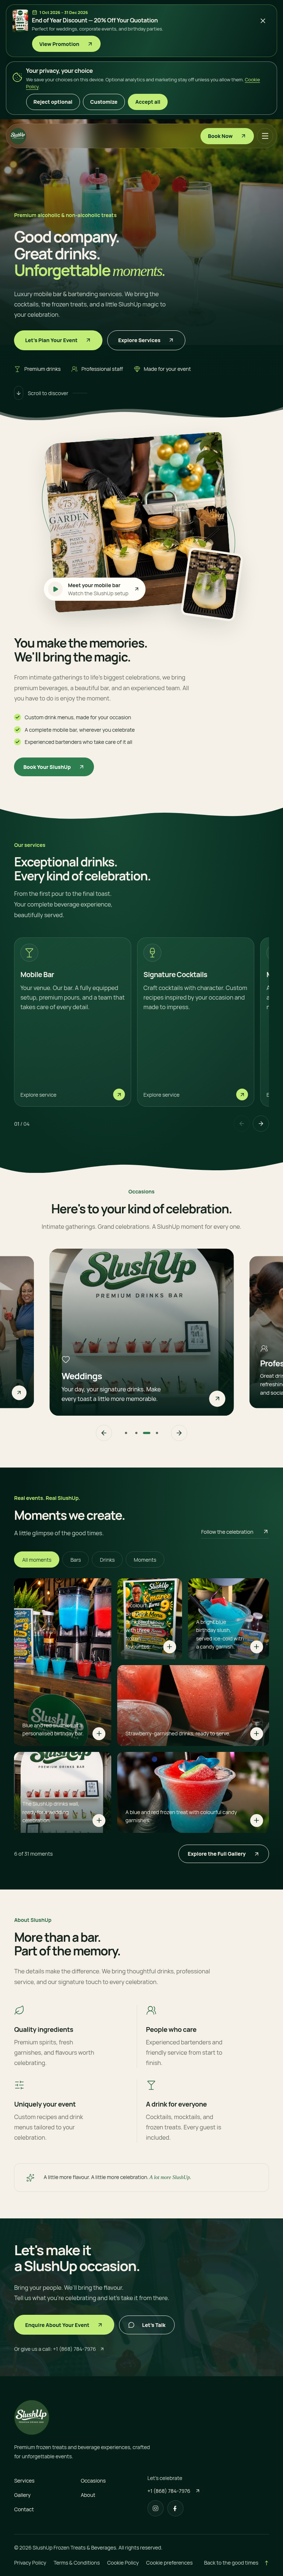 1 Oct 2026 - 31 Dec 2026
End of Year Discount — 20% Off Your Quotation
Perfect for weddings, corporate events, and birthday parties.
View Promotion
Your privacy, your choice
We save your choices on this device. Optional analytics and marketing stay off unless you allow them. Cookie
Policy.
Reject optional
Customize
Accept all
SlushUp
Book Now
Premium alcoholic & non-alcoholic treats
Good company.
Great drinks.
Unforgettable moments.
Luxury mobile bar & bartending services. We bring the
cocktails, the frozen treats, and a little SlushUp magic to
your celebration.
Let's Plan Your Event
Explore Services
Premium drinks
Professional staff
Made for your event
Scroll to discover
Meet your mobile bar
Watch the SlushUp setup
You make the memories.
We'll bring the magic.
From intimate gatherings to life's biggest celebrations, we bring
premium beverages, a beautiful bar, and an experienced team. All
you have to do is enjoy the moment.
Custom drink menus, made for your occasion
A complete mobile bar, wherever you celebrate
Experienced bartenders who take care of it all
Book Your SlushUp
Our services
Exceptional drinks.
Every kind of celebration.
From the first pour to the final toast.
Your complete beverage experience,
beautifully served.
Mobile Bar
Your venue. Our bar. A fully equipped
setup, premium pours, and a team that
takes care of every detail.
Explore service
Signature Cocktails
Craft cocktails with character. Custom
recipes inspired by your occasion and
made to impress.
Explore service
01 / 04
Occasions
Here's to your kind of celebration.
Intimate gatherings. Grand celebrations. A SlushUp moment for every one.
SlushUp
PREMIUM DRINKS BAR
Weddings
Your day, your signature drinks. Make
every toast a little more memorable.
Real events. Real SlushUp.
Moments we create.
A little glimpse of the good times.
Follow the celebration
All moments
Bars
Drinks
Moments
Blue and red slushies at a
personalised birthday bar.
A bright blue
birthday slush,
served ice-cold with
a candy garnish.
Strawberry-garnished drinks, ready to serve.
The SlushUp drinks wall,
ready for a wedding
celebration.
A blue and red frozen treat with colourful candy
garnishes.
6 of 31 moments
Explore the Full Gallery
About SlushUp
More than a bar.
Part of the memory.
The details make the difference. We bring thoughtful drinks, professional
service, and our signature touch to every celebration.
Quality ingredients
Premium spirits, fresh
garnishes, and flavours worth
celebrating.
People who care
Experienced bartenders and
friendly service from start to
finish.
Uniquely your event
Custom recipes and drink
menus tailored to your
celebration.
A drink for everyone
Cocktails, mocktails, and
frozen treats. Every guest is
included.
A little more flavour. A little more celebration. A lot more SlushUp.
Let's make it
a SlushUp occasion.
Bring your people. We'll bring the flavour.
Tell us what you're celebrating and let's take it from there.
Enquire About Your Event
Let's Talk
Or give us a call: +1 (868) 784-7976
SlushUp
Premium frozen treats and beverage experiences, crafted
for unforgettable events.
Services
Gallery
Contact
Occasions
About
Let's celebrate
+1 (868) 784-7976
© 2026 SlushUp Frozen Treats & Beverages. All rights reserved.
Privacy Policy
Terms & Conditions
Cookie Policy
Cookie preferences
Back to the good times